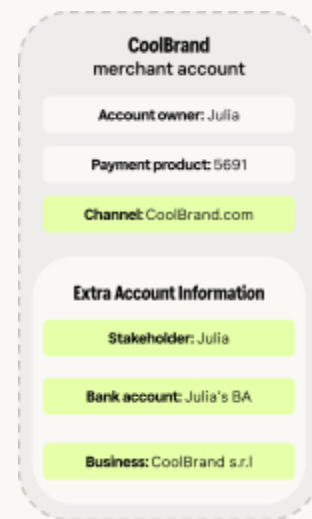 CoolBrand
merchant account
Account owner: Julia
Payment product: 5691
Channel: CoolBrand.com
Extra Account Information
Stakeholder: Julia
Bank account: Julia's BA
Business: CoolBrand s.r.l